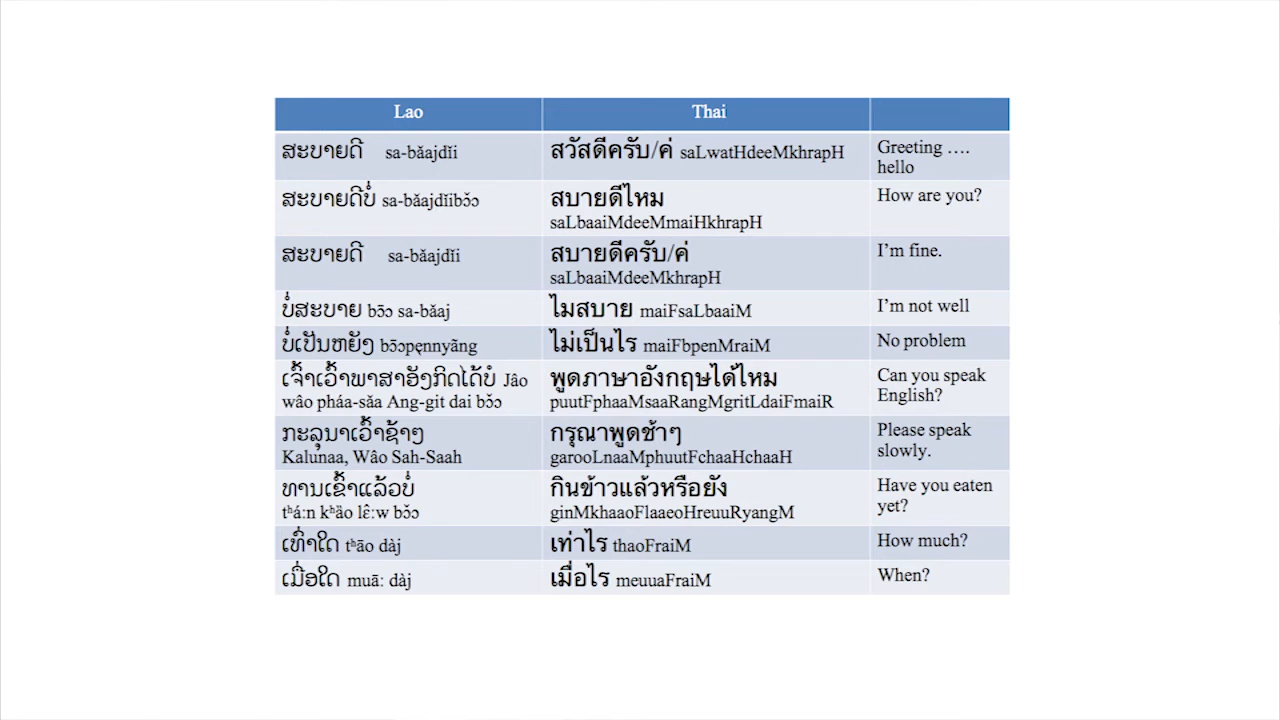 Lao Thai
ສະບາຍດີ sa-bǎajdǐi ສวัสดีครับ/ค่ saLwatHdeeMkhrapH Greeting ….
hello
ສະບາຍດີບໍ່ sa-bǎajdǐibɔ̌ɔ สบายดีไหม How are you?
saLbaaiMdeeMmaiHkhrapH
ສະບາຍດີ sa-bǎajdǐi สบายดีครับ/ค่ I’m fine.
saLbaaiMdeeMkhrapH
ບໍ່ສະບາຍ bɔ̄ɔ sa-bǎaj ไมสบาย maiFsaLbaaiM I’m not well
ບໍ່ເປັນຫຍັງ bɔ̄ɔpęnnyãng ไม่เป็นไร maiFbpenMraiM No problem
ເຈົ້າເວົ້າພາສາອັງກິດໄດ້ບໍ Jâo พูดภาษาอังกฤษได้ไหม Can you speak
wâo pháa-sǎa Ang-git dai bɔ̌ɔ puutFphaaMsaaRangMgritLdaiFmaiR English?
ກະລຸນາເວົ້າຊ້າໆ กรุณาพูดช้าๆ Please speak
Kalunaa, Wâo Sah-Saah garooLnaaMphuutFchaaHchaaH slowly.
ທານເຂົ້າແລ້ວບໍ່ กินข้าวแล้วหรือยัง Have you eaten
tʰá:n kʰȁo lɛ̂:w bɔ̌ɔ ginMkhaaoFlaaeoHreuuRyangM yet?
ເທົ່າໃດ tʰāo dàj เท่าไร thaoFraiM How much?
ເມື່ອໃດ muā: dàj เมื่อไร meuuaFraiM When?